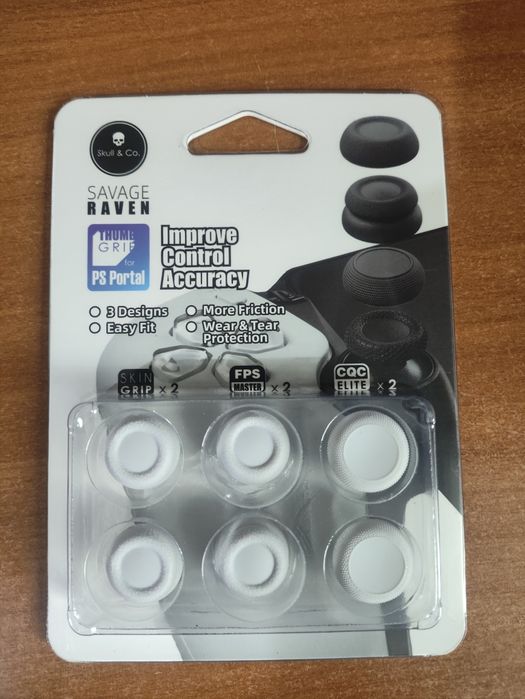 Skull & Co.
SAVAGE
RAVEN
THUMB
GRIP
for
PS Portal
Improve
Control
Accuracy
○ 3 Designs
○ Easy Fit
○ More Friction
○ Wear & Tear
Protection
SKIN
GRIP x 2
FPS
MASTER x 2
CQC
ELITE x 2